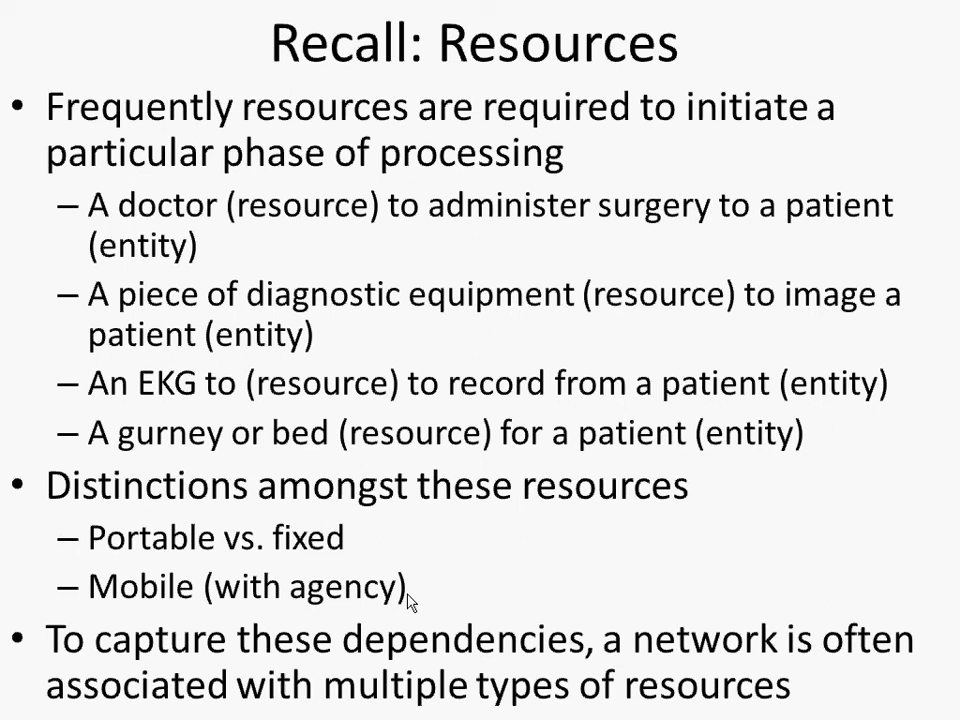 Recall: Resources
• Frequently resources are required to initiate a
particular phase of processing
– A doctor (resource) to administer surgery to a patient
(entity)
– A piece of diagnostic equipment (resource) to image a
patient (entity)
– An EKG to (resource) to record from a patient (entity)
– A gurney or bed (resource) for a patient (entity)
• Distinctions amongst these resources
– Portable vs. fixed
– Mobile (with agency)
• To capture these dependencies, a network is often
associated with multiple types of resources